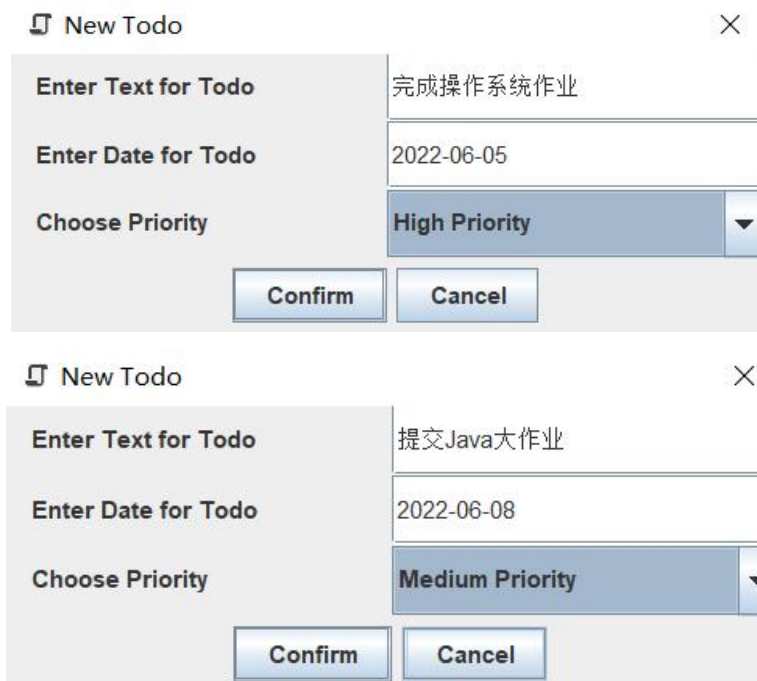 New Todo
Enter Text for Todo 完成操作系统作业
Enter Date for Todo 2022-06-05
Choose Priority High Priority
Confirm Cancel
New Todo
Enter Text for Todo 提交Java大作业
Enter Date for Todo 2022-06-08
Choose Priority Medium Priority
Confirm Cancel